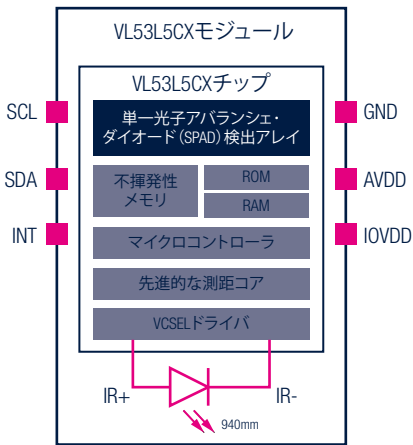 VL53L5CXモジュール
VL53L5CXチップ
SCL
単一光子アバランシェ・
ダイオード(SPAD)検出アレイ
GND
SDA
不揮発性
メモリ
ROM
RAM
AVDD
INT
マイクロコントローラ
IOVDD
先進的な測距コア
VCSELドライバ
IR+
IR-
940mm